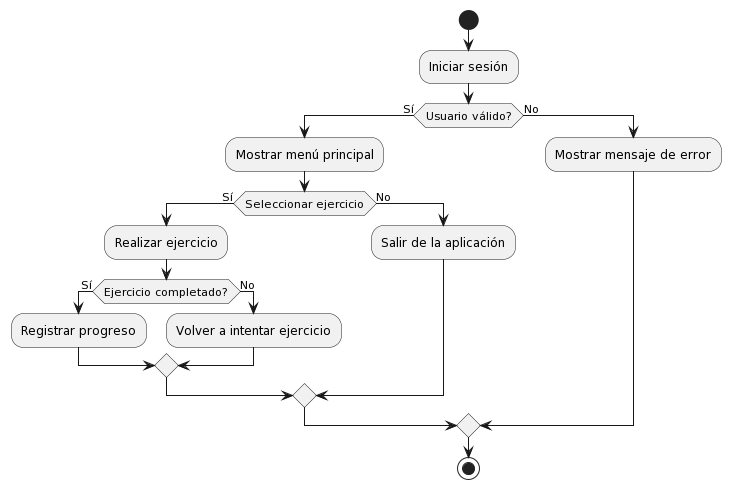 Iniciar sesión
Sí
Usuario válido?
No
Mostrar menú principal
Mostrar mensaje de error
Sí
Seleccionar ejercicio
No
Realizar ejercicio
Salir de la aplicación
Sí
Ejercicio completado?
No
Registrar progreso
Volver a intentar ejercicio